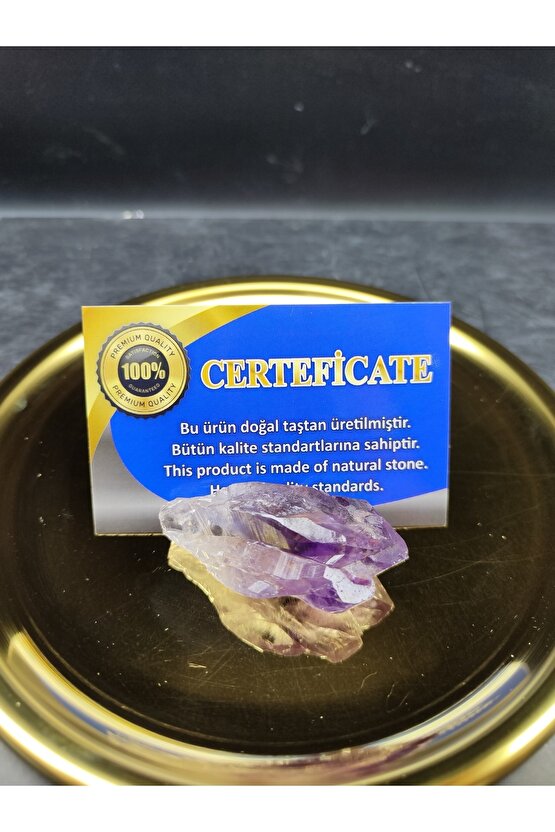 PREMIUM QUALITY
SATISFACTION
100%
GUARANTEED
PREMIUM QUALITY
CERTEFİCATE
Bu ürün doğal taştan üretilmiştir.
Bütün kalite standartlarına sahiptir.
This product is made of natural stone.
standards.